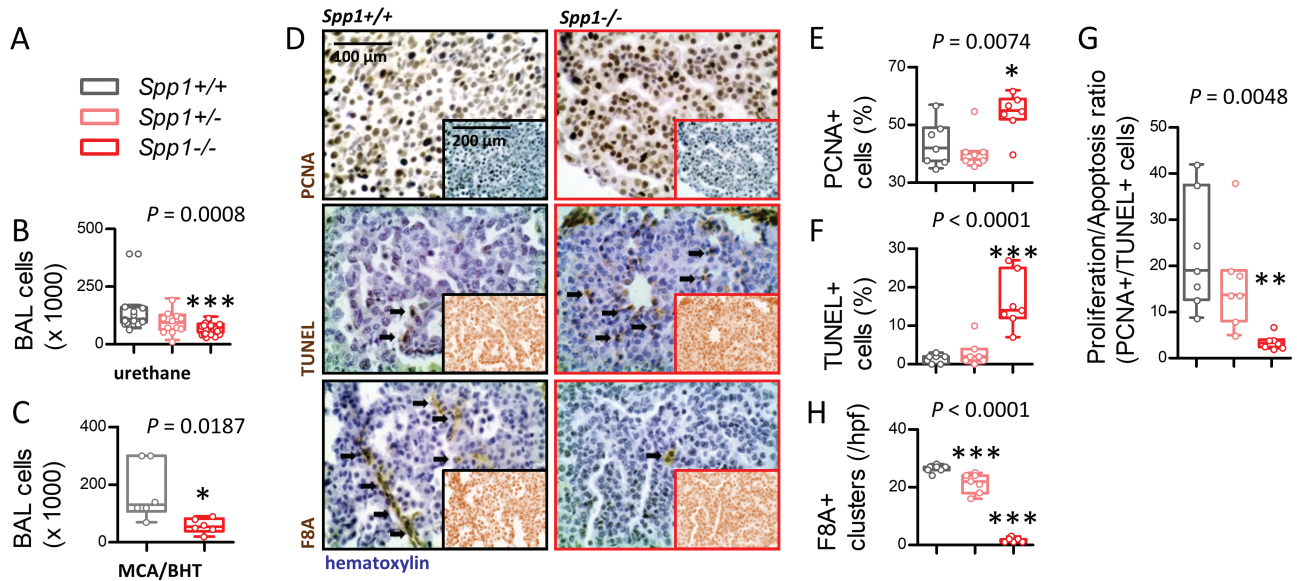 A
Spp1+/+
Spp1+/-
Spp1-/-
B
P = 0.0008
BAL cells
(x 1000)
500
250
0
***
urethane
C
P = 0.0187
BAL cells
(x 1000)
400
200
0
*
MCA/BHT
D
Spp1+/+
Spp1-/-
100 μm
200 μm
PCNA
TUNEL
F8A
hematoxylin
E
P = 0.0074
PCNA+
cells (%)
70
50
30
*
F
P < 0.0001
TUNEL+
cells (%)
30
20
10
0
***
H
P < 0.0001
F8A+
clusters (/hpf)
40
20
0
***
***
G
P = 0.0048
Proliferation/Apoptosis ratio
(PCNA+/TUNEL+ cells)
50
40
30
20
10
0
**